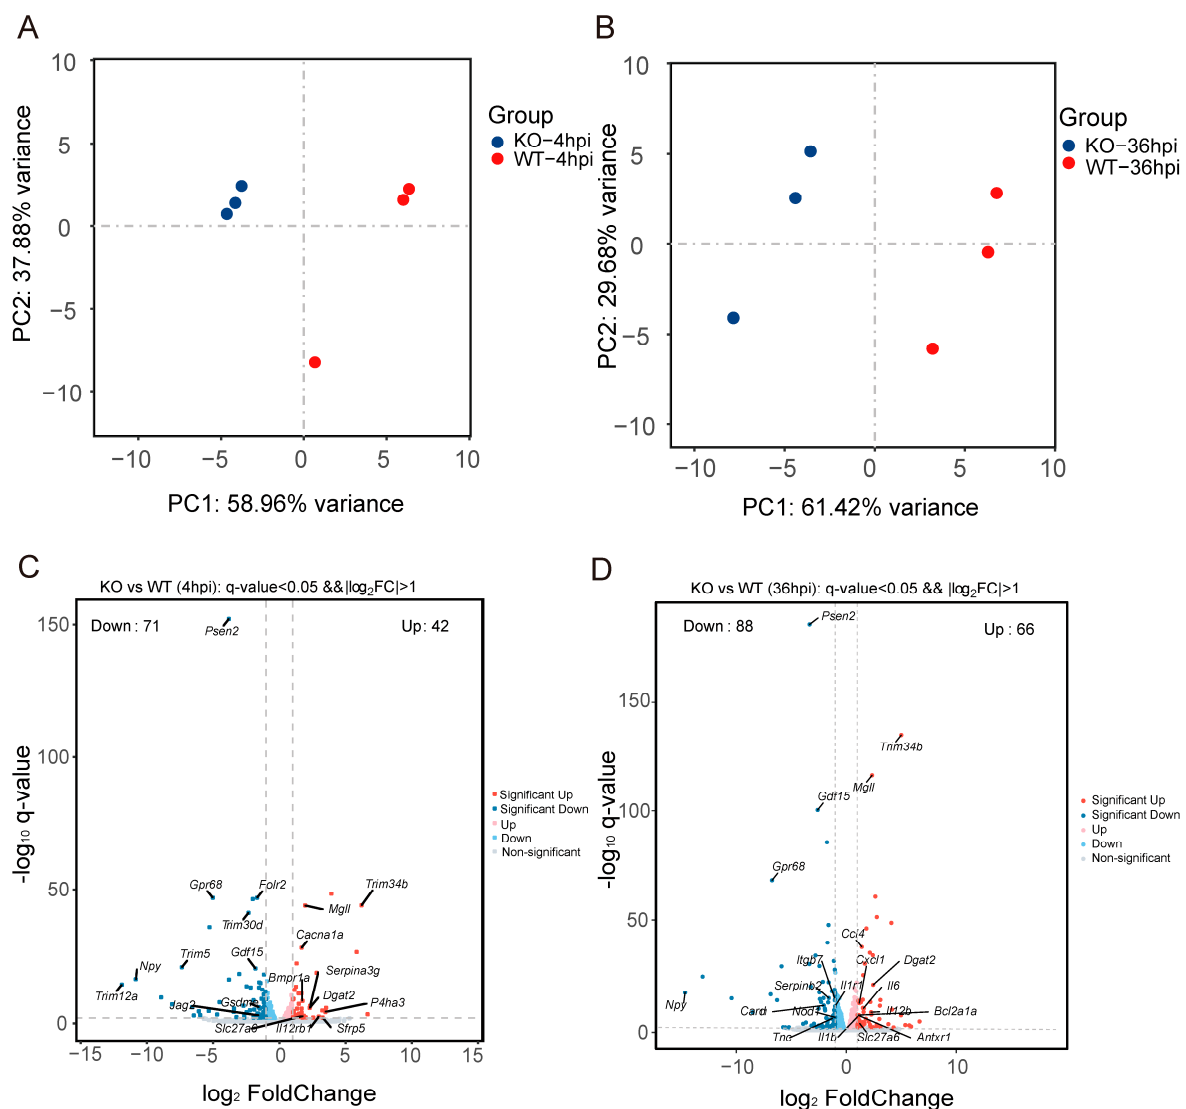 A
10
5
0
−5
−10
−10
−5
0
5
10
PC2: 37.88% variance
PC1: 58.96% variance
Group
KO−4hpi
WT−4hpi
B
10
5
0
−5
−10
−10
−5
0
5
10
PC2: 29.68% variance
PC1: 61.42% variance
Group
KO−36hpi
WT−36hpi
C
KO vs WT (4hpi): q-value<0.05 &&|log2FC|>1
Down : 71
Up : 42
150
100
50
0
-log10 q-value
Psen2
Gpr68
Folr2
Trim34b
Mgll
Trim30d
Cacna1a
Trim5
Gdf15
Npy
Bmpr1a
Serpina3g
Trim12a
Jag2
Gsdme
Dgat2
P4ha3
Slc27a6
Il12rb1
Sfrp5
−15
−10
−5
0
5
10
15
log2 FoldChange
Significant Up
Significant Down
Up
Down
Non-significant
D
KO vs WT (36hpi): q-value<0.05 && |log2FC|>1
Down : 88
Up : 66
150
100
50
0
-log10 q-value
Psen2
Trim34b
Mgll
Gdf15
Gpr68
Ccl4
Itgb7
Cxcl1
Dgat2
Serpinb2
Il1r1
Il6
Npy
Nod
Il12b
Bcl2a1a
Tnc
Il1b
Slc27a6
Antxr1
−10
0
10
log2 FoldChange
Significant Up
Significant Down
Up
Down
Non-significant